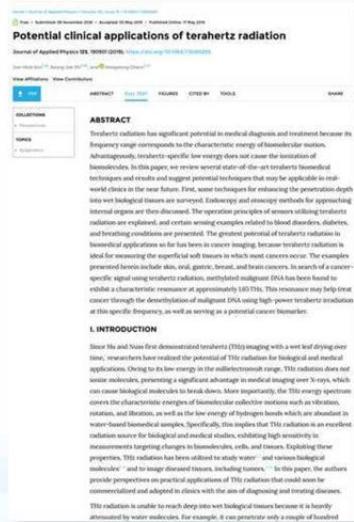 Potential clinical applications of terahertz radiation
Journal of Applied Physics 125, 190901 (2019);
View Affiliations View Contributors
PDF
ABSTRACT FULL TEXT FIGURES CITED BY TOOLS
SHARE
COLLECTIONS
TOPICS
ABSTRACT
Terahertz radiation has significant potential in medical diagnosis and treatment because its
frequency range corresponds to the characteristic energy of biomolecular motion.
Advantageously, terahertz-specific low energy does not cause the ionization of
biomolecules. In this paper, we review several state-of-the-art terahertz biomedical
techniques and results and suggest potential techniques that may be applicable in real-
world clinics in the near future. First, some techniques for enhancing the penetration depth
into wet biological tissues are surveyed. Endoscopy and otoscopy methods for approaching
internal organs are then discussed. The operation principles of sensors utilizing terahertz
radiation are explained, and certain sensing examples related to blood disorders, diabetes,
and breathing conditions are presented. The greatest potential of terahertz radiation in
biomedical applications so far has been in cancer imaging, because terahertz radiation is
ideal for measuring the superficial soft tissues in which most cancers occur. The examples
presented herein include skin, oral, gastric, breast, and brain cancers. In search of a cancer-
specific signal using terahertz radiation, methylated malignant DNA has been found to
exhibit a characteristic resonance at approximately 1.65 THz. This resonance may help treat
cancer through the demethylation of malignant DNA using high-power terahertz irradiation
at this specific frequency, as well as serving as a potential cancer biomarker.
I. INTRODUCTION
Since Hu and Nuss first demonstrated terahertz (THz) imaging with a wet leaf drying over
time, researchers have realized the potential of THz radiation for biological and medical
applications. Owing to its low energy in the millielectronvolt range, THz radiation does not
ionize molecules, presenting a significant advantage in medical imaging over X-rays, which
can cause biological molecules to break down. More importantly, the THz energy spectrum
covers the characteristic energies of biomolecular collective motions such as vibration,
rotation, and libration, as well as the low energy of hydrogen bonds which are abundant in
water-based biomedical samples. Specifically, this implies that THz radiation is an excellent
radiation source for biological and medical studies, exhibiting high sensitivity in
measurements targeting changes in biomolecules, cells, and tissues. Exploiting these
properties, THz radiation has been utilized to study water and various biological
molecules and to image diseased tissues, including tumors. In this paper, the authors
provide perspectives on practical applications of THz radiation that could soon be
commercialized and adopted in clinics with the aim of diagnosing and treating diseases.
THz radiation is unable to reach deep into wet biological tissues because it is heavily
attenuated by water molecules. For example, it can penetrate only a couple of hundred